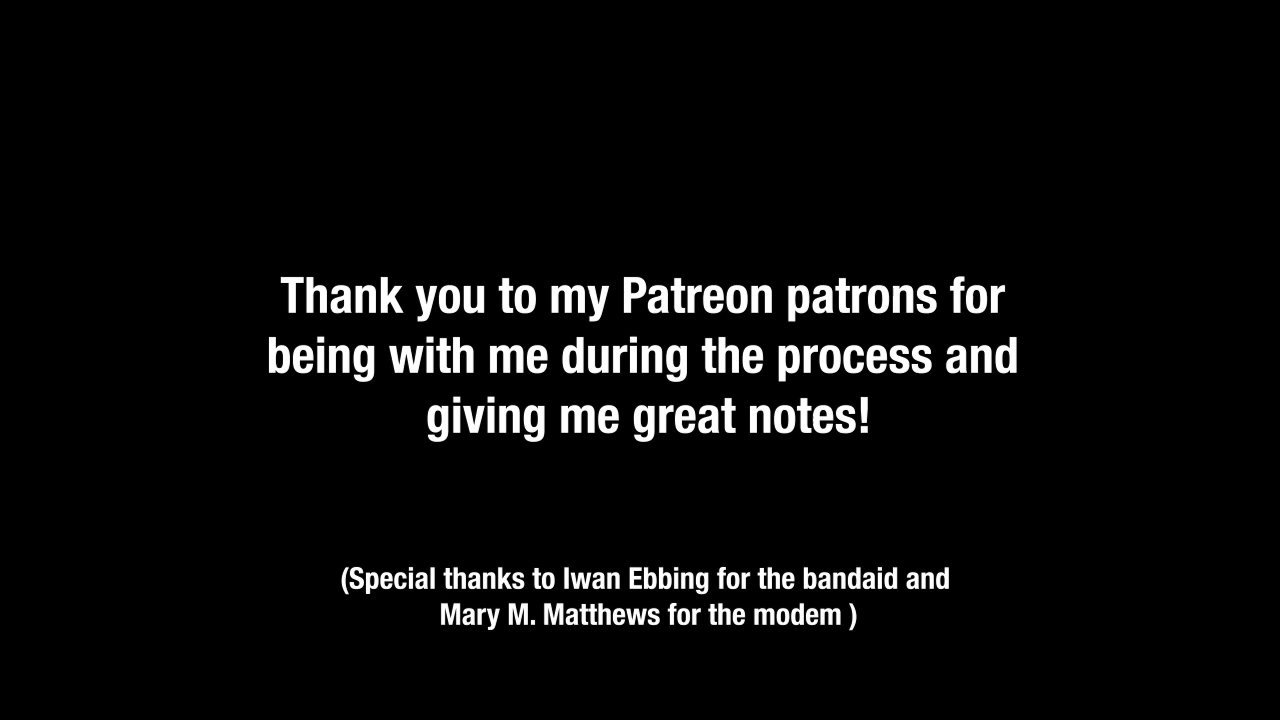 Thank you to my Patreon patrons for
being with me during the process and
giving me great notes!
(Special thanks to Iwan Ebbing for the bandaid and
Mary M. Matthews for the modem )